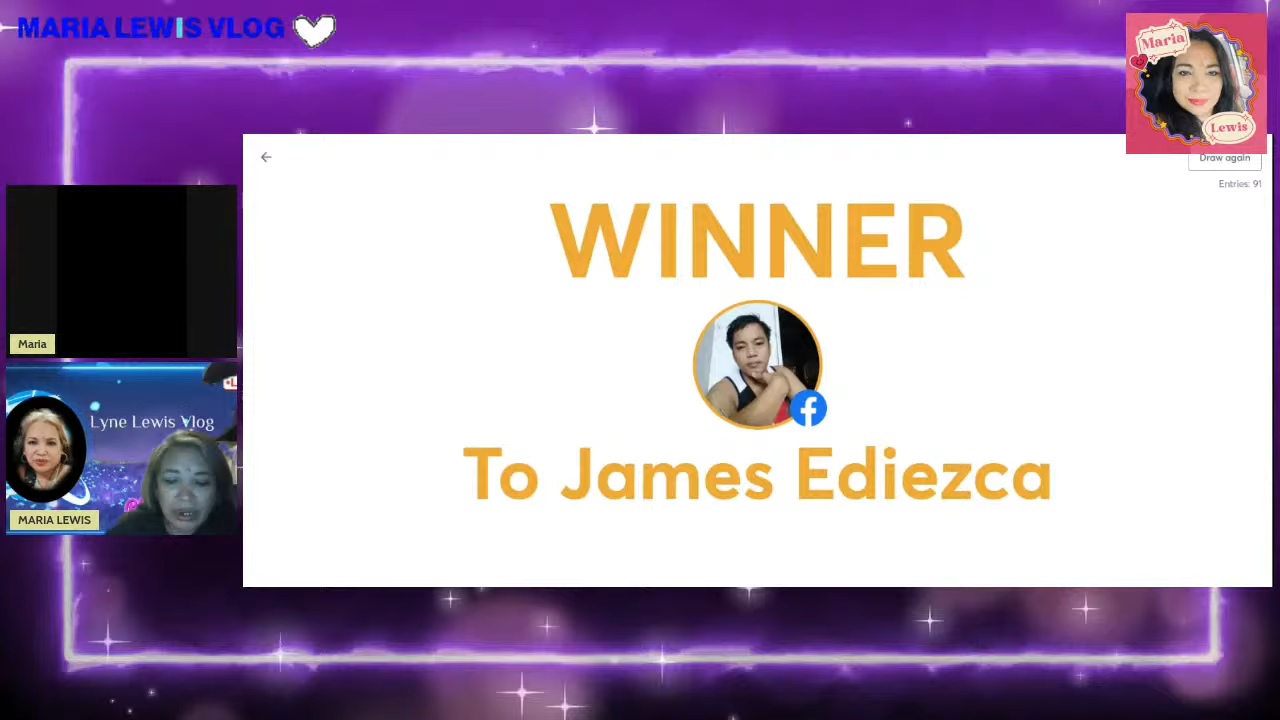 MARIA LEWIS VLOG
Maria
Lewis
Draw again
Entries: 91
WINNER
To James Ediezca
Maria
Lyne Lewis Vlog
MARIA LEWIS